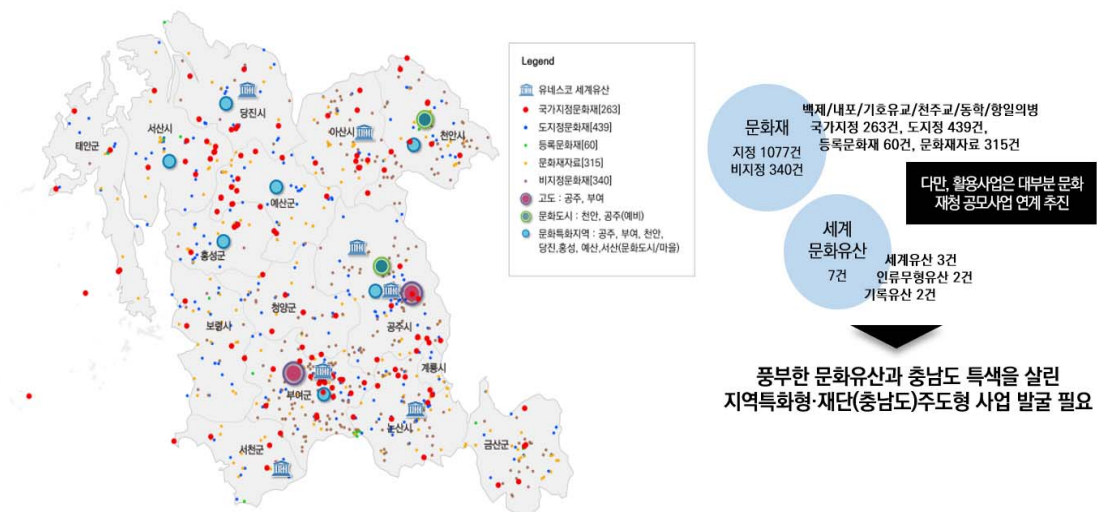 당진시
서산시
태안군
아산시
천안시
예산군
홍성군
청양군
보령시
공주시
계룡시
부여군
논산시
서천군
금산군
Legend
유네스코 세계유산
국가지정문화재[263]
도지정문화재[439]
등록문화재[60]
문화재자료[315]
비지정문화재[340]
고도 : 공주, 부여
문화도시 : 천안, 공주(예비)
문화특화지역 : 공주, 부여, 천안,
당진,홍성, 예산,서산(문화도시/마을)
문화재
지정 1077건
비지정 340건
백제/내포/기호유교/천주교/동학/항일의병
국가지정 263건, 도지정 439건,
등록문화재 60건, 문화재자료 315건
다만, 활용사업은 대부분 문화
재청 공모사업 연계 추진
세계
문화유산
7건
세계유산 3건
인류무형유산 2건
기록유산 2건
풍부한 문화유산과 충남도 특색을 살린
지역특화형·재단(충남도)주도형 사업 발굴 필요